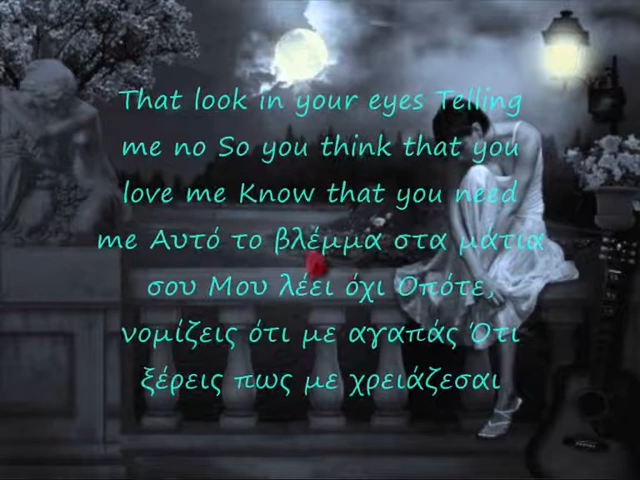 That look in your eyes Telling
me no So you think that you
love me Know that you need
me Αυτό το βλέμμα στα μάτια
σου Μου λέει όχι Οπότε,
νομίζεις ότι με αγαπάς Ότι
ξέρεις πως με χρειάζεσαι